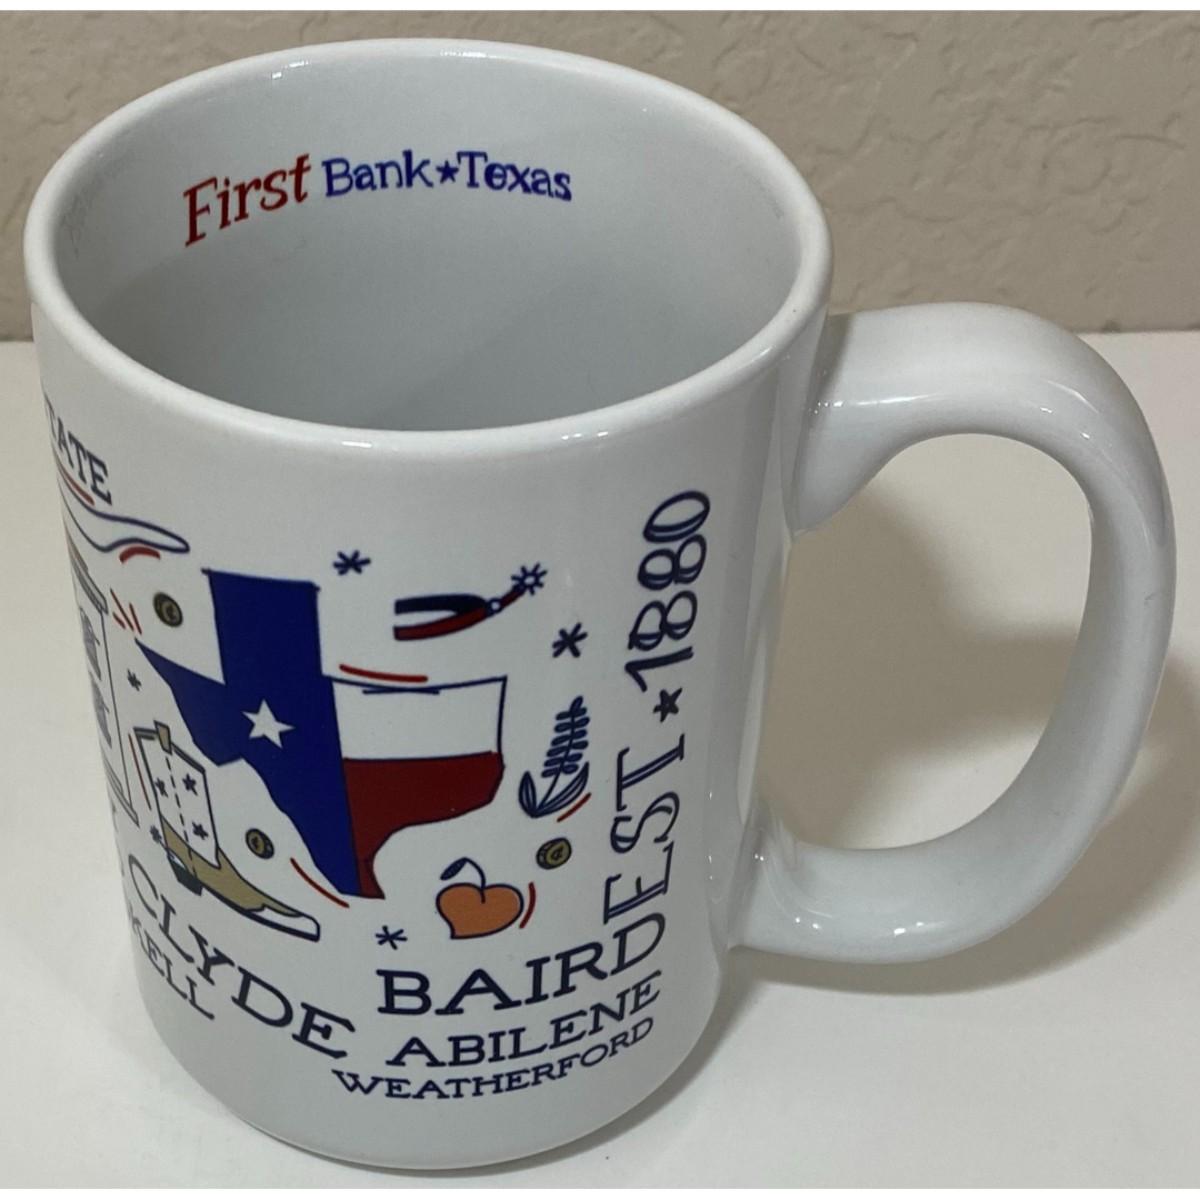 First Bank★Texas
EST★1880
CLYDE
BAIRD
ABILENE
WEATHERFORD